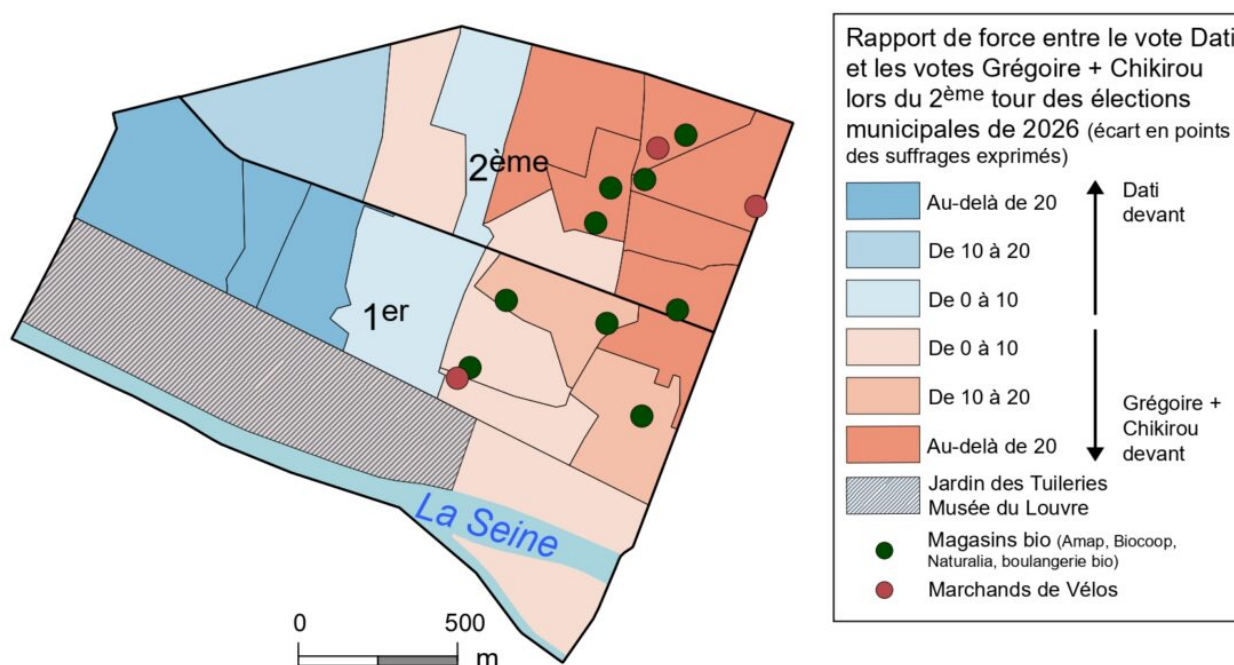 2ème
1er
La Seine
0 500
m
Rapport de force entre le vote Dati
et les votes Grégoire + Chikirou
lors du 2ème tour des élections
municipales de 2026 (écart en points
des suffrages exprimés)
Au-delà de 20
Dati
devant
De 10 à 20
De 0 à 10
De 0 à 10
De 10 à 20
Grégoire +
Chikirou
devant
Au-delà de 20
Jardin des Tuileries
Musée du Louvre
Magasins bio (Amap, Biocoop,
Naturalia, boulangerie bio)
Marchands de Vélos